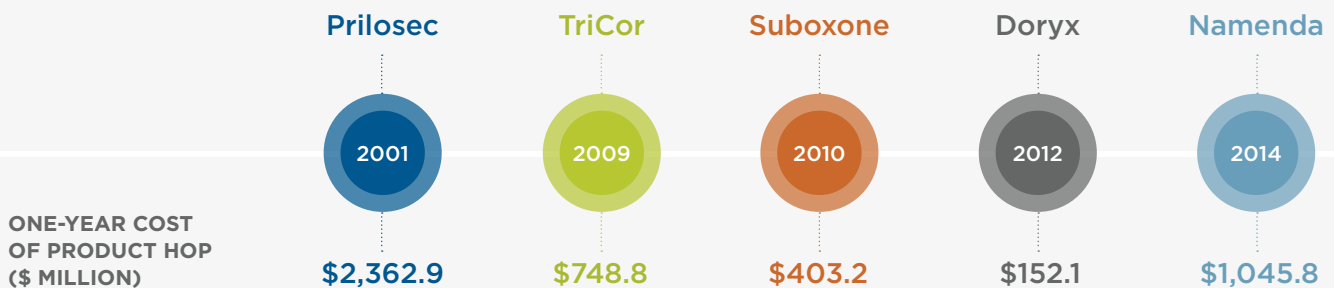 Prilosec TriCor Suboxone Doryx Namenda
2001 2009 2010 2012 2014
ONE-YEAR COST
OF PRODUCT HOP
($ MILLION) $2,362.9 $748.8 $403.2 $152.1 $1,045.8